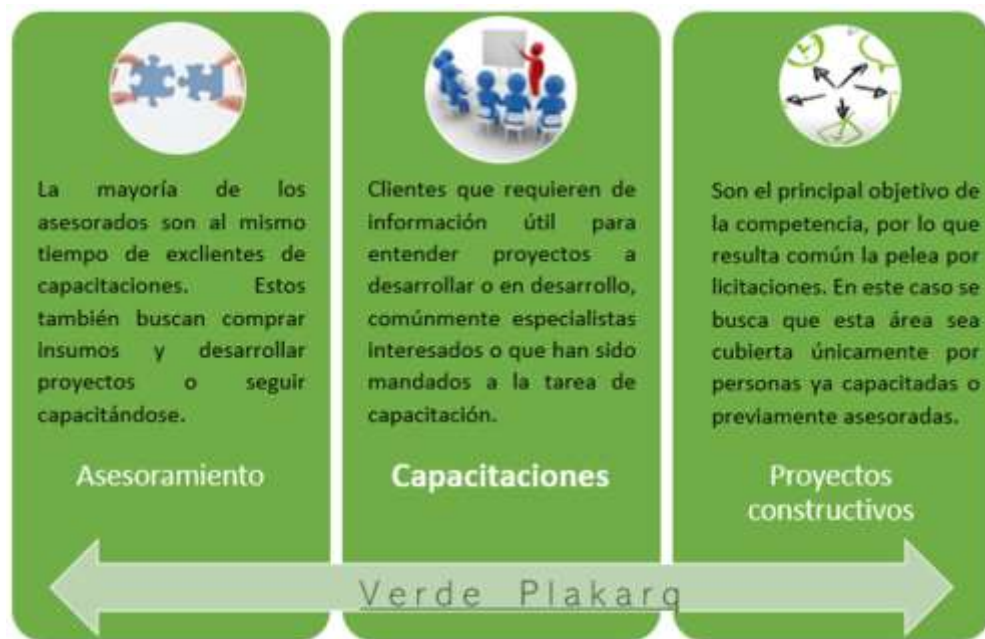 La mayoría de los
asesorados son al mismo
tiempo de exclientes de
capacitaciones. Estos
también buscan comprar
insumos y desarrollar
proyectos o seguir
capacitándose.
Asesoramiento
Clientes que requieren de
información útil para
entender proyectos a
desarrollar o en desarrollo,
comúnmente especialistas
interesados o que han sido
mandados a la tarea de
capacitación.
Capacitaciones
Son el principal objetivo de
la competencia, por lo que
resulta común la pelea por
licitaciones. En este caso se
busca que esta área sea
cubierta únicamente por
personas ya capacitadas o
previamente asesoradas.
Proyectos
constructivos
Verde Plakarq